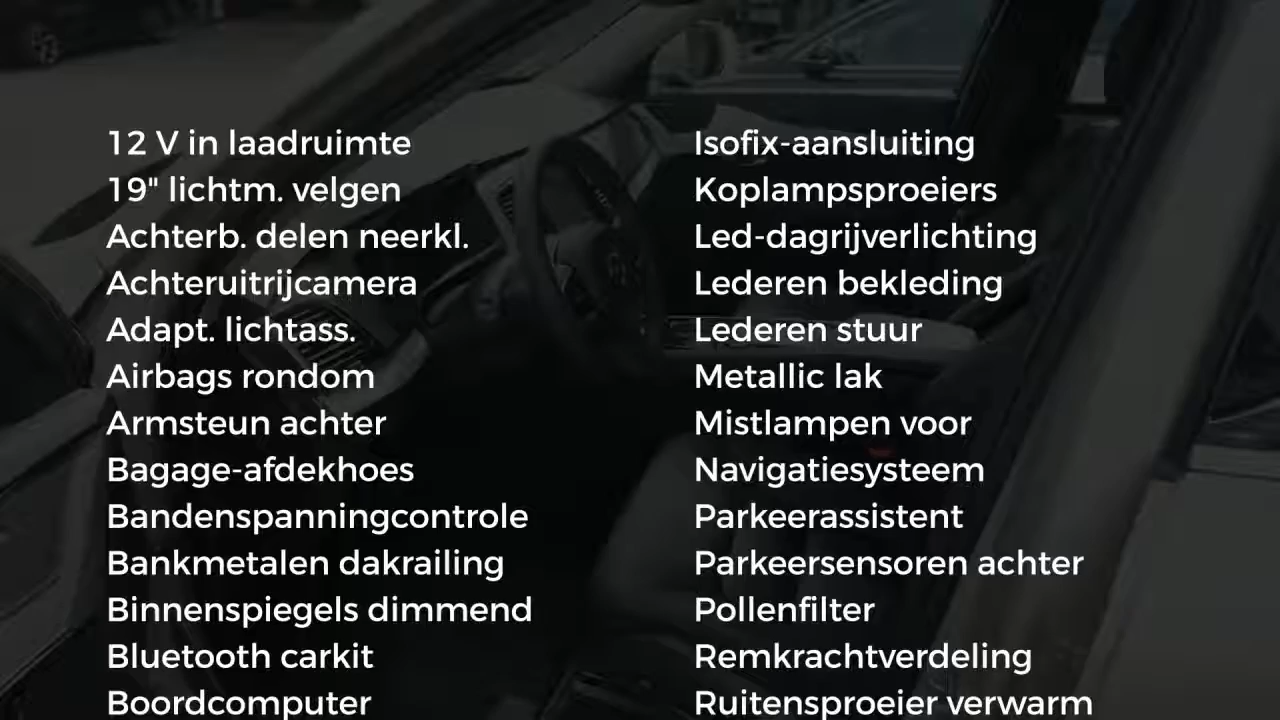 12 V in laadruimte
19" lichtm. velgen
Achterb. delen neerkl.
Achteruitrijcamera
Adapt. lichtass.
Airbags rondom
Armsteun achter
Bagage-afdekhoes
Bandenspanningcontrole
Bankmetalen dakrailing
Binnenspiegels dimmend
Bluetooth carkit
Boordcomputer
Isofix-aansluiting
Koplampsproeiers
Led-dagrijverlichting
Lederen bekleding
Lederen stuur
Metallic lak
Mistlampen voor
Navigatiesysteem
Parkeerassistent
Parkeersensoren achter
Pollenfilter
Remkrachtverdeling
Ruitensproeier verwarm